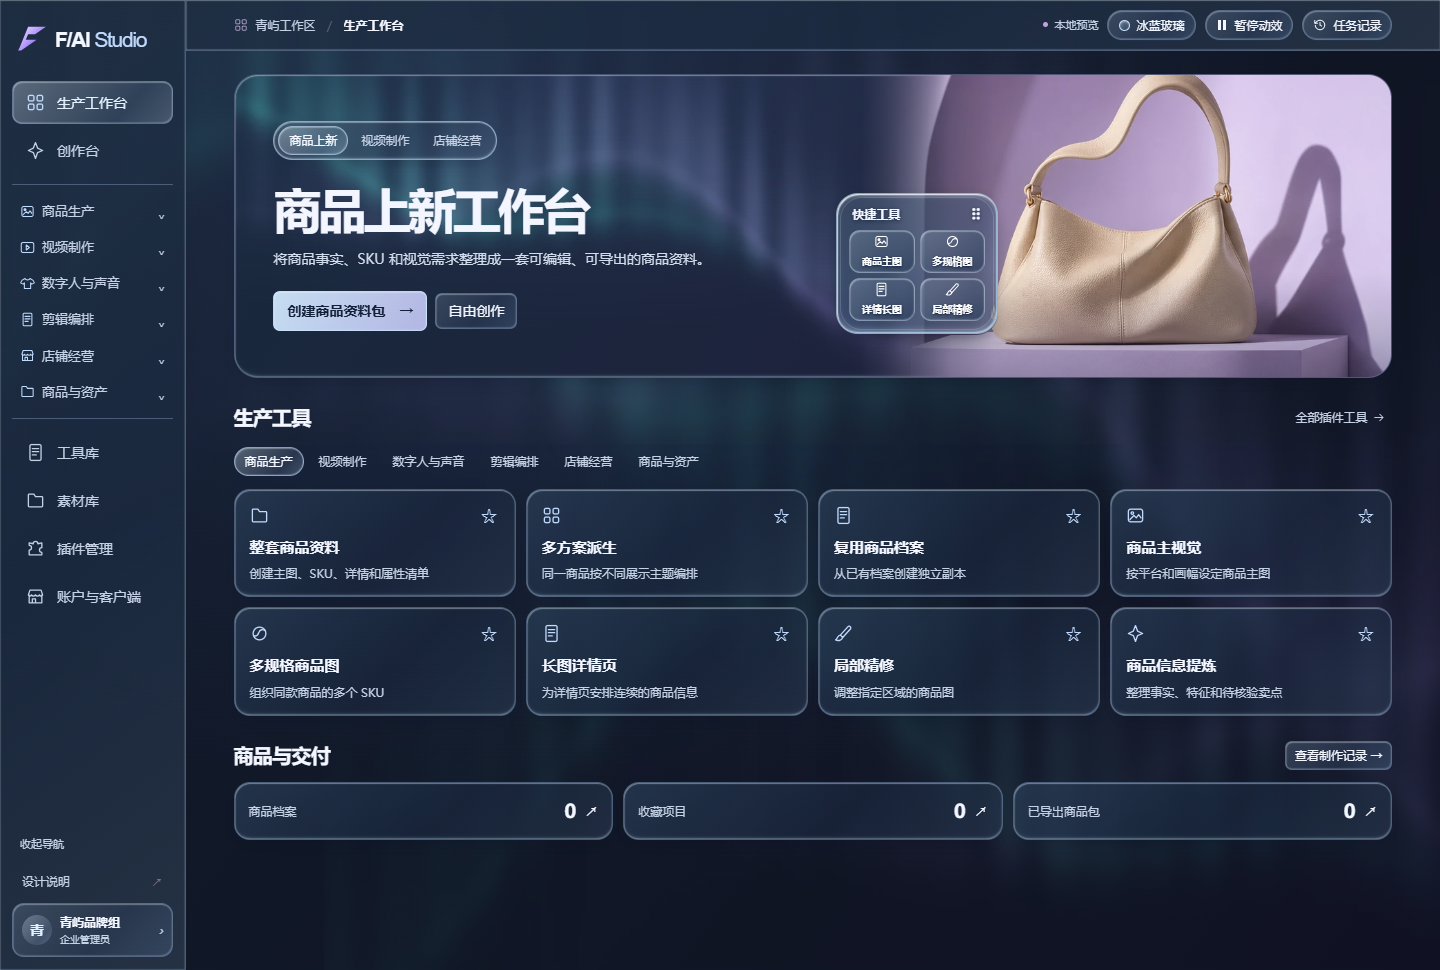 F/AI Studio
生产工作台
创作台
商品生产
视频制作
数字人与声音
剪辑编排
店铺经营
商品与资产
工具库
素材库
插件管理
账户与客户端
收起导航
设计说明
青
青屿品牌组
企业管理员
青屿工作区 / 生产工作台
本地预览
冰蓝玻璃
暂停动效
任务记录
商品上新
视频制作
店铺经营
商品上新工作台
将商品事实、SKU 和视觉需求整理成一套可编辑、可导出的商品资料。
创建商品资料包 →
自由创作
快捷工具
商品主图
多规格图
详情长图
局部精修
生产工具
全部插件工具 →
商品生产
视频制作
数字人与声音
剪辑编排
店铺经营
商品与资产
整套商品资料
创建主图、SKU、详情和属性清单
多方案派生
同一商品按不同展示主题编排
复用商品档案
从已有档案创建独立副本
商品主视觉
按平台和画幅设定商品主图
多规格商品图
组织同款商品的多个 SKU
长图详情页
为详情页安排连续的商品信息
局部精修
调整指定区域的商品图
商品信息提炼
整理事实、特征和待核验卖点
商品与交付
查看制作记录 →
商品档案
0 ↗
收藏项目
0 ↗
已导出商品包
0 ↗